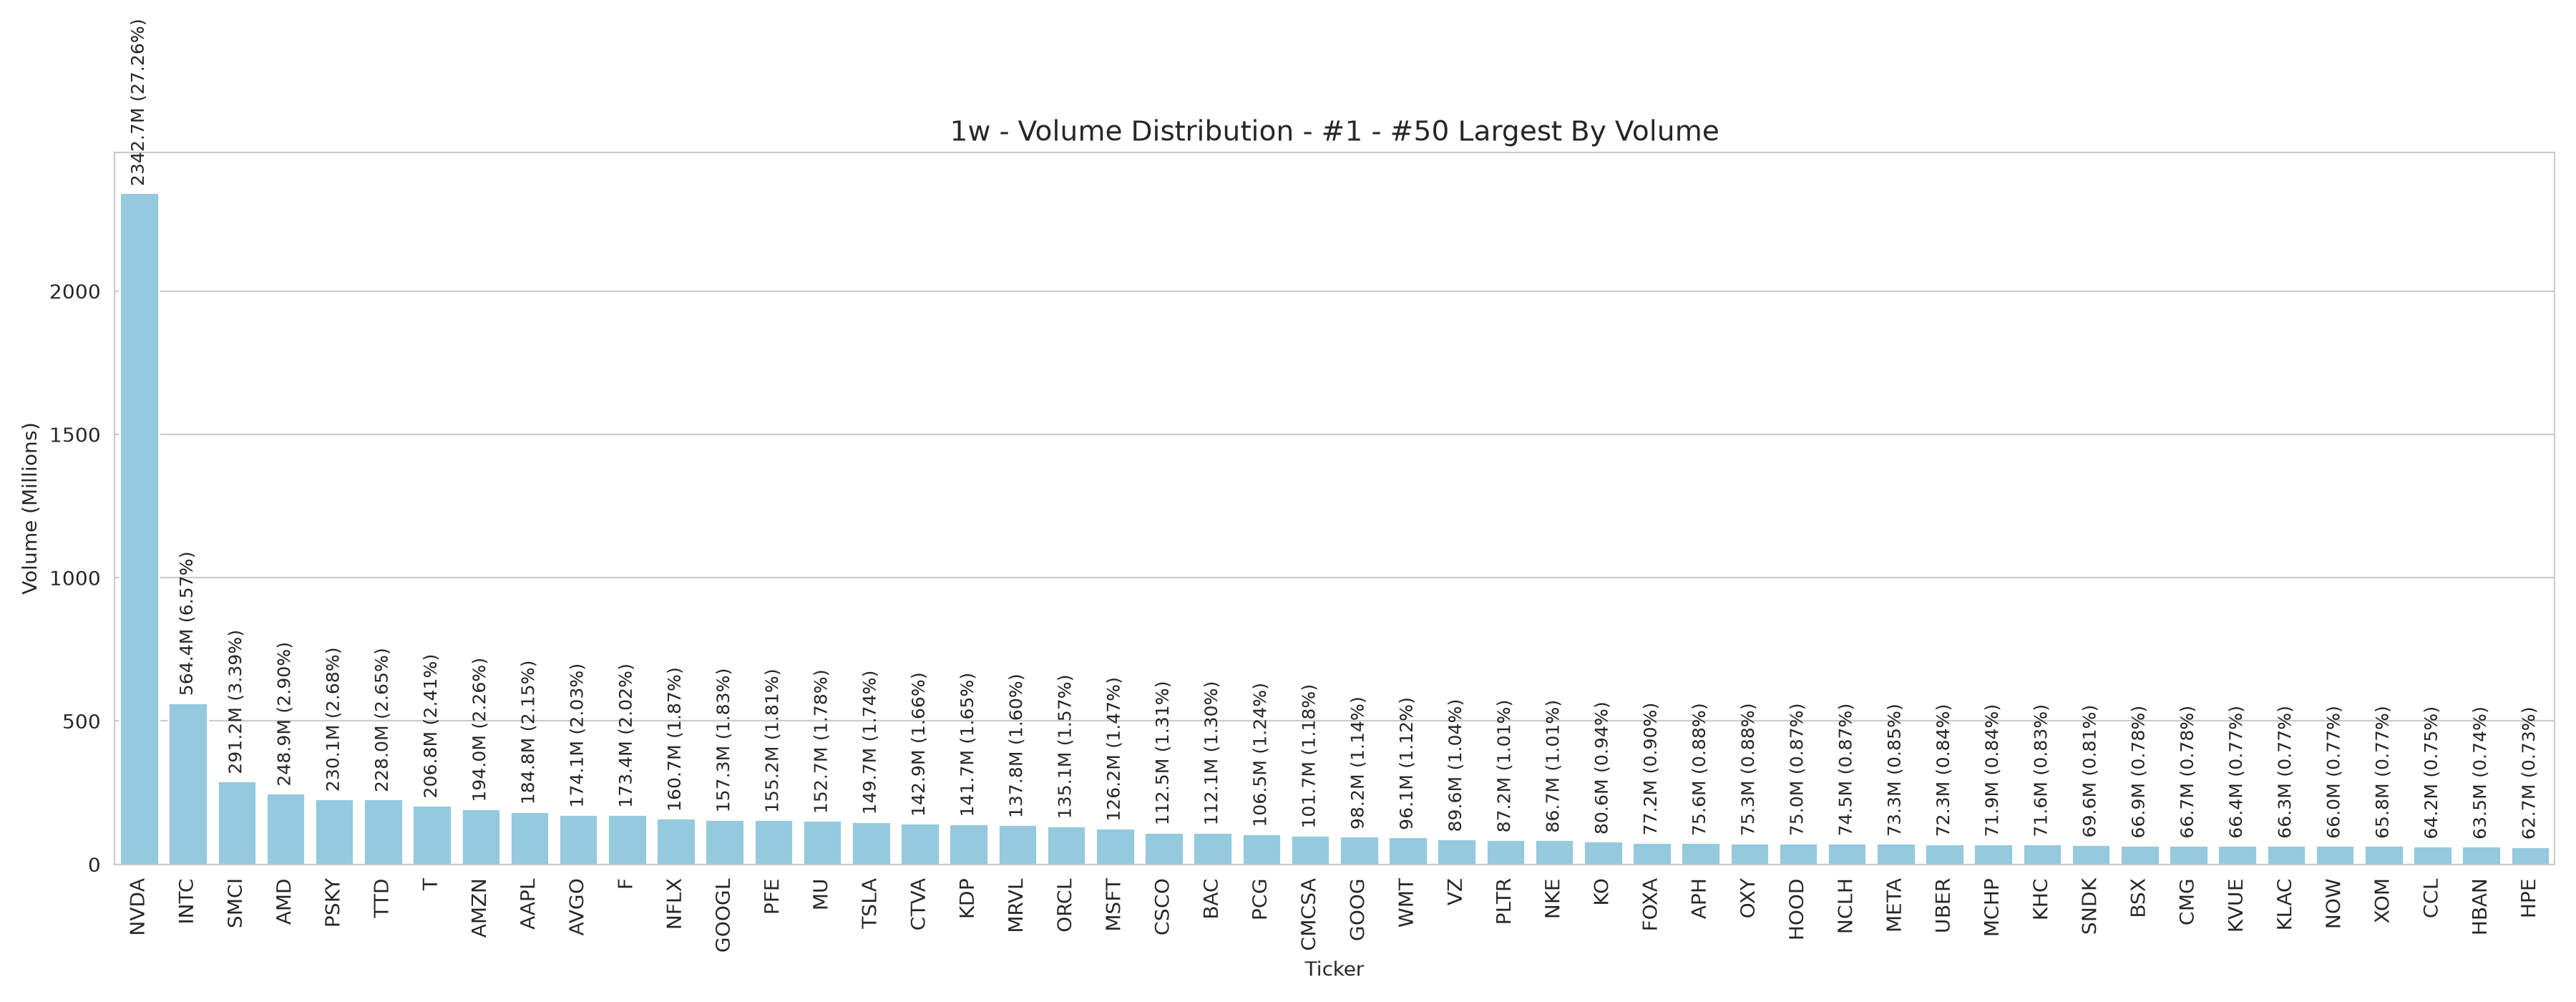 1w - Volume Distribution - #1 - #50 Largest By Volume
Volume (Millions)
2000
1500
1000
500
0
2342.7M (27.26%)
564.4M (6.57%)
291.2M (3.39%)
248.9M (2.90%)
230.1M (2.68%)
228.0M (2.65%)
206.8M (2.41%)
194.0M (2.26%)
184.8M (2.15%)
174.1M (2.03%)
173.4M (2.02%)
160.7M (1.87%)
157.3M (1.83%)
155.2M (1.81%)
152.7M (1.78%)
149.7M (1.74%)
142.9M (1.66%)
141.7M (1.65%)
137.8M (1.60%)
135.1M (1.57%)
126.2M (1.47%)
112.5M (1.31%)
112.1M (1.30%)
106.5M (1.24%)
101.7M (1.18%)
98.2M (1.14%)
96.1M (1.12%)
89.6M (1.04%)
87.2M (1.01%)
86.7M (1.01%)
80.6M (0.94%)
77.2M (0.90%)
75.6M (0.88%)
75.3M (0.88%)
75.0M (0.87%)
74.5M (0.87%)
73.3M (0.85%)
72.3M (0.84%)
71.9M (0.84%)
71.6M (0.83%)
69.6M (0.81%)
66.9M (0.78%)
66.7M (0.78%)
66.4M (0.77%)
66.3M (0.77%)
66.0M (0.77%)
65.8M (0.77%)
64.2M (0.75%)
63.5M (0.74%)
62.7M (0.73%)
NVDA
INTC
SMCI
AMD
PSKY
TTD
T
AMZN
AAPL
AVGO
F
NFLX
GOOGL
PFE
MU
TSLA
CTVA
KDP
MRVL
ORCL
MSFT
CSCO
BAC
PCG
CMCSA
GOOG
WMT
VZ
PLTR
NKE
KO
FOXA
APH
OXY
HOOD
NCLH
META
UBER
MCHP
KHC
SNDK
BSX
CMG
KVUE
KLAC
NOW
XOM
CCL
HBAN
HPE
Ticker